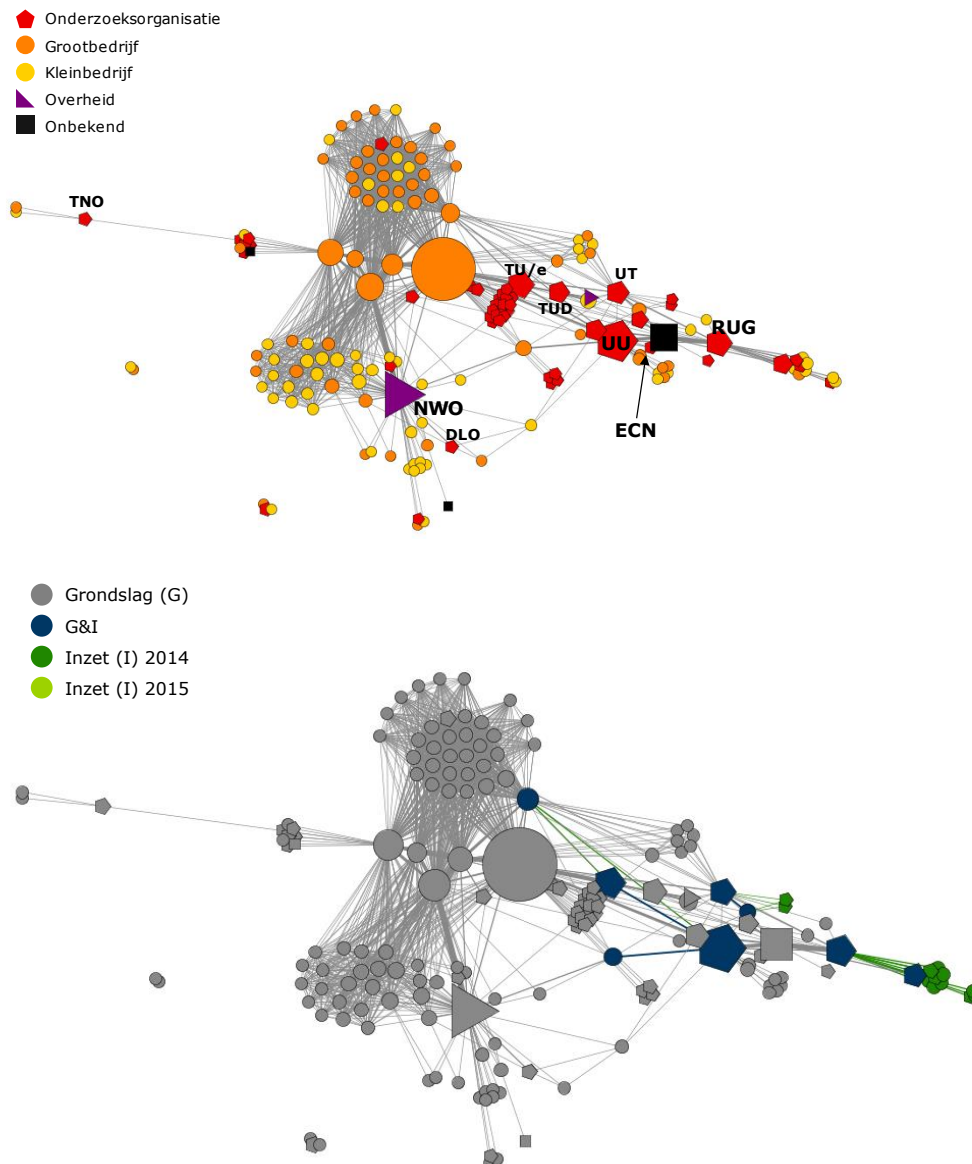 Onderzoeksorganisatie
Grootbedrijf
Kleinbedrijf
Overheid
Onbekend
TNO
TU/e
UT
TUD
UU
RUG
NWO
ECN
DLO
Grondslag (G)
G&I
Inzet (I) 2014
Inzet (I) 2015